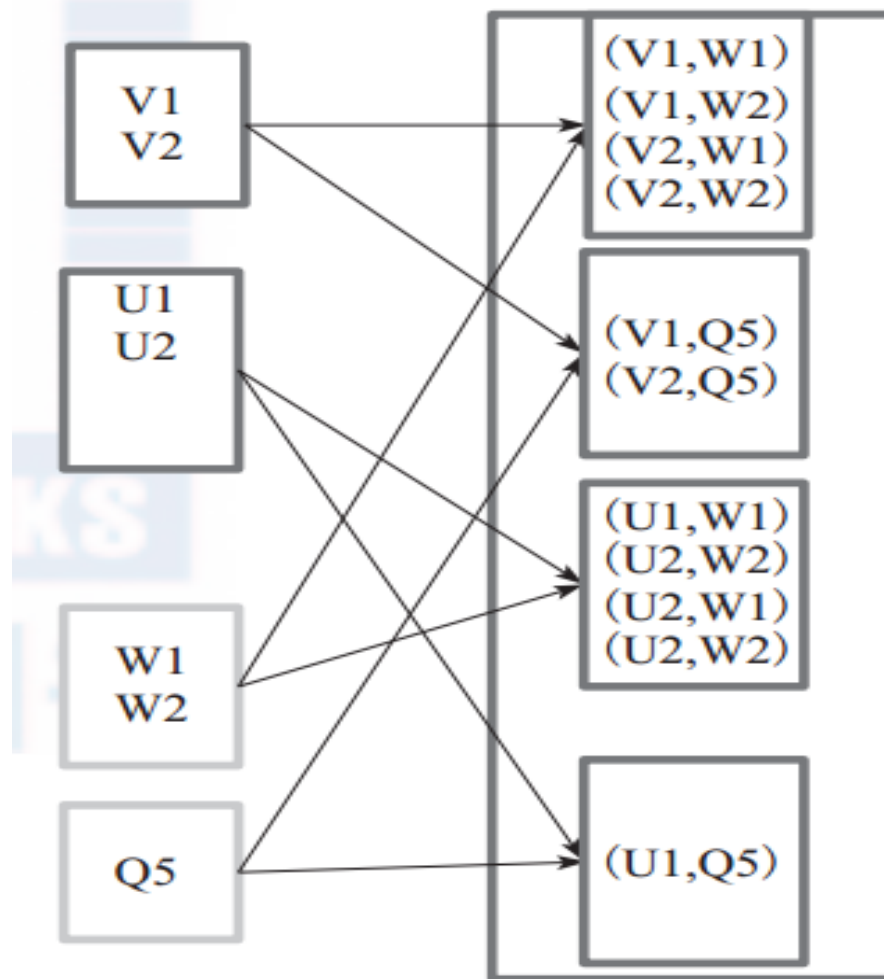 V1
V2
U1
U2
W1
W2
Q5
(V1,W1)
(V1,W2)
(V2,W1)
(V2,W2)
(V1,Q5)
(V2,Q5)
(U1,W1)
(U2,W2)
(U2,W1)
(U2,W2)
(U1,Q5)
KS